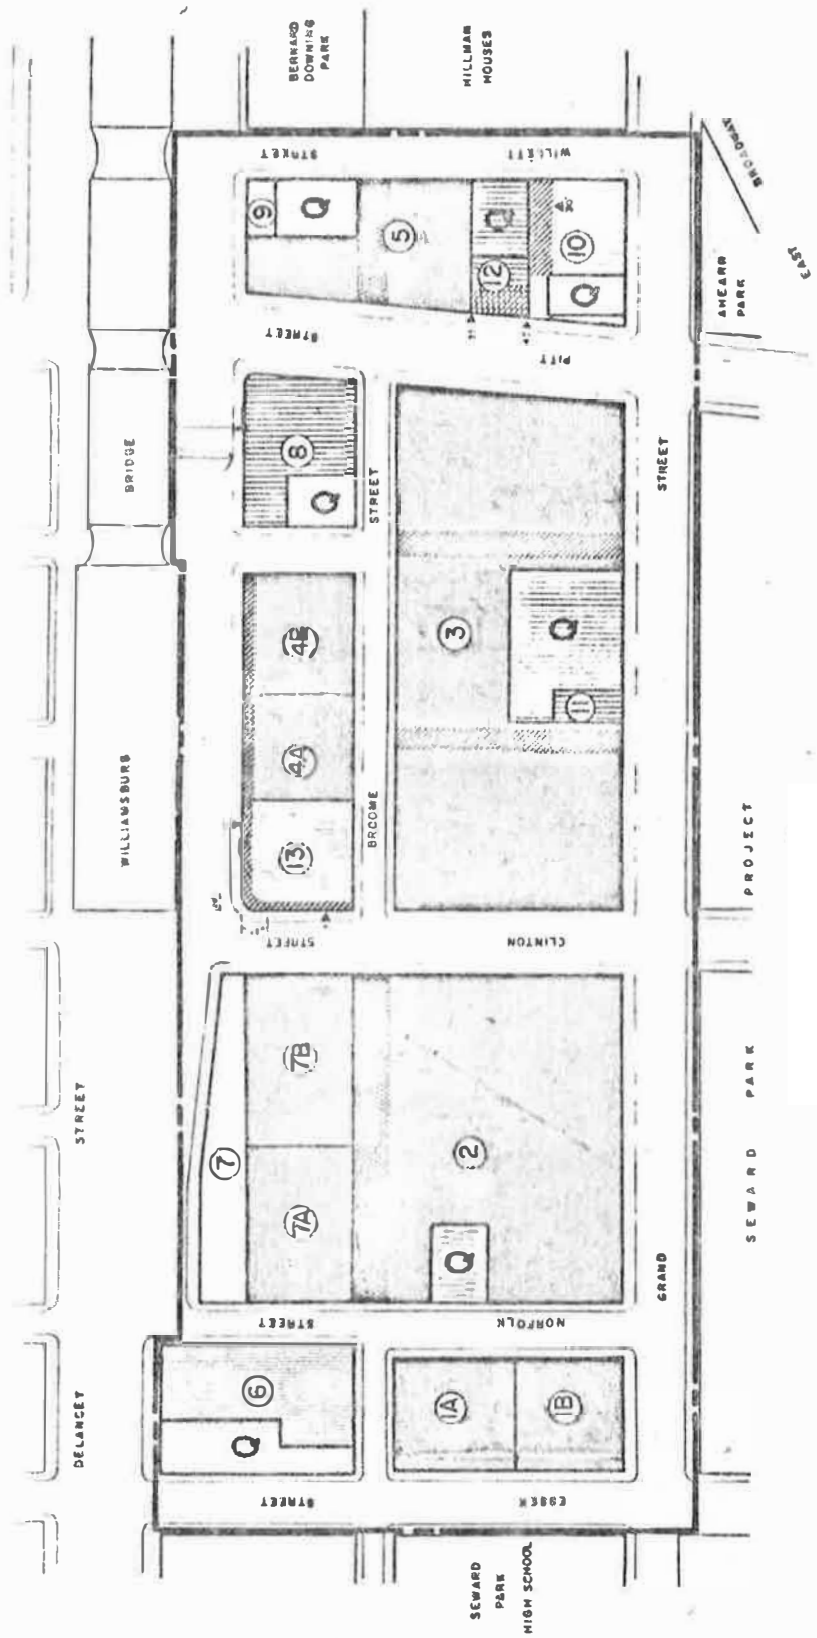 BERNARD
DOWNING
PARK
HILLMAN
HOUSES
STREET
WILLETT
BROADWAY
EAST
AHEARN
PARK
9
Q
5
Q
12
10
Q
STREET
PITT
BRIDGE
8
Q
STREET
STREET
4B
3
Q
11
4A
WILLIAMSBURG
13
BROOME
PROJECT
STREET
CLINTON
7B
STREET
7
2
7A
Q
SEWARD PARK
GRAND
STREET
NORFOLK
DELANCEY
6
Q
1A
1B
STREET
ESSEX
SEWARD
PARK
HIGH SCHOOL